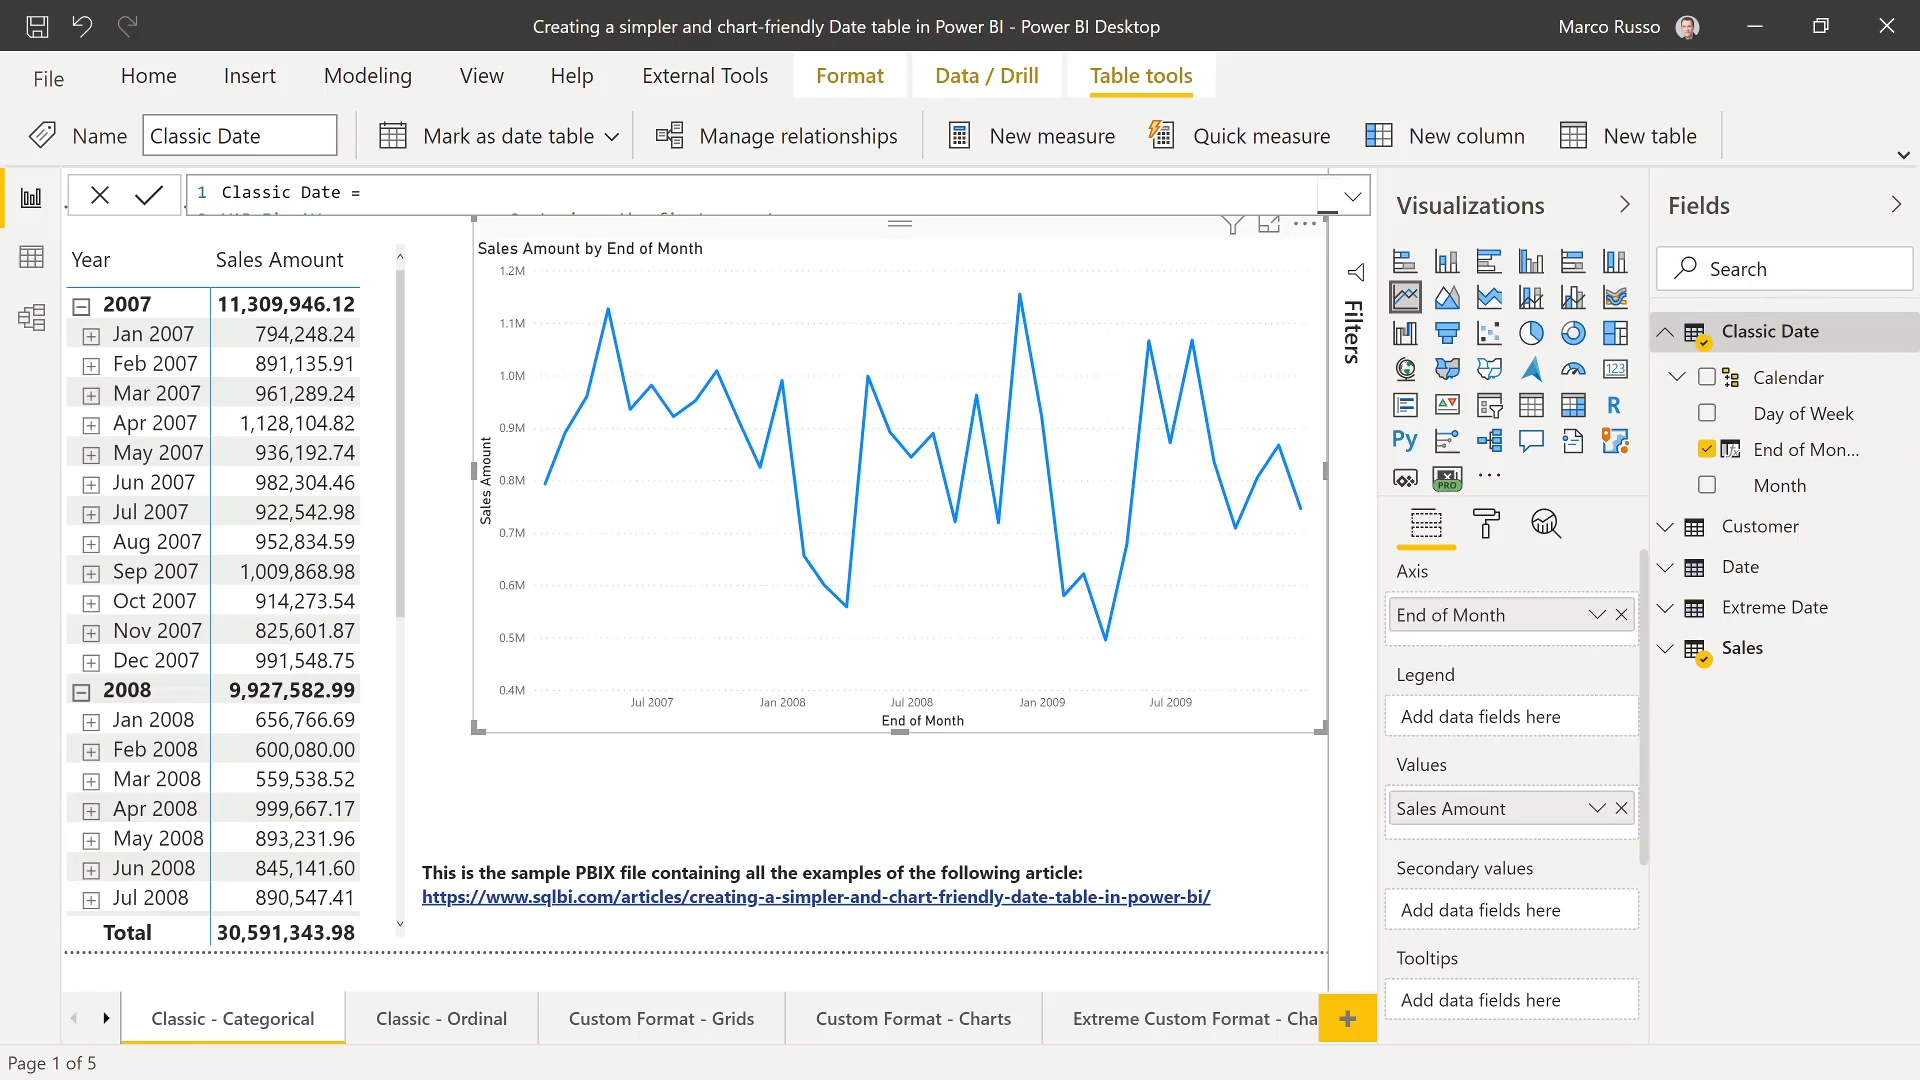 Creating a simpler and chart-friendly Date table in Power BI - Power BI Desktop
Marco Russo
File Home Insert Modeling View Help External Tools Format Data / Drill Table tools
Name Classic Date Mark as date table Manage relationships New measure Quick measure New column New table
1 Classic Date =
Year Sales Amount
2007 11,309,946.12
Jan 2007 794,248.24
Feb 2007 891,135.91
Mar 2007 961,289.24
Apr 2007 1,128,104.82
May 2007 936,192.74
Jun 2007 982,304.46
Jul 2007 922,542.98
Aug 2007 952,834.59
Sep 2007 1,009,868.98
Oct 2007 914,273.54
Nov 2007 825,601.87
Dec 2007 991,548.75
2008 9,927,582.99
Jan 2008 656,766.69
Feb 2008 600,080.00
Mar 2008 559,538.52
Apr 2008 999,667.17
May 2008 893,231.96
Jun 2008 845,141.60
Jul 2008 890,547.41
Total 30,591,343.98
Sales Amount by End of Month
Sales Amount
1.2M
1.1M
1.0M
0.9M
0.8M
0.7M
0.6M
0.5M
0.4M
Jul 2007 Jan 2008 Jul 2008 Jan 2009 Jul 2009
End of Month
This is the sample PBIX file containing all the examples of the following article:
https://www.sqlbi.com/articles/creating-a-simpler-and-chart-friendly-date-table-in-power-bi/
Filters
Visualizations
123
R
Py
PRO
Axis
End of Month
Legend
Add data fields here
Values
Sales Amount
Secondary values
Add data fields here
Tooltips
Add data fields here
Fields
Search
Classic Date
Calendar
Day of Week
End of Mon...
Month
Customer
Date
Extreme Date
Sales
Classic - Categorical Classic - Ordinal Custom Format - Grids Custom Format - Charts Extreme Custom Format - Cha
Page 1 of 5